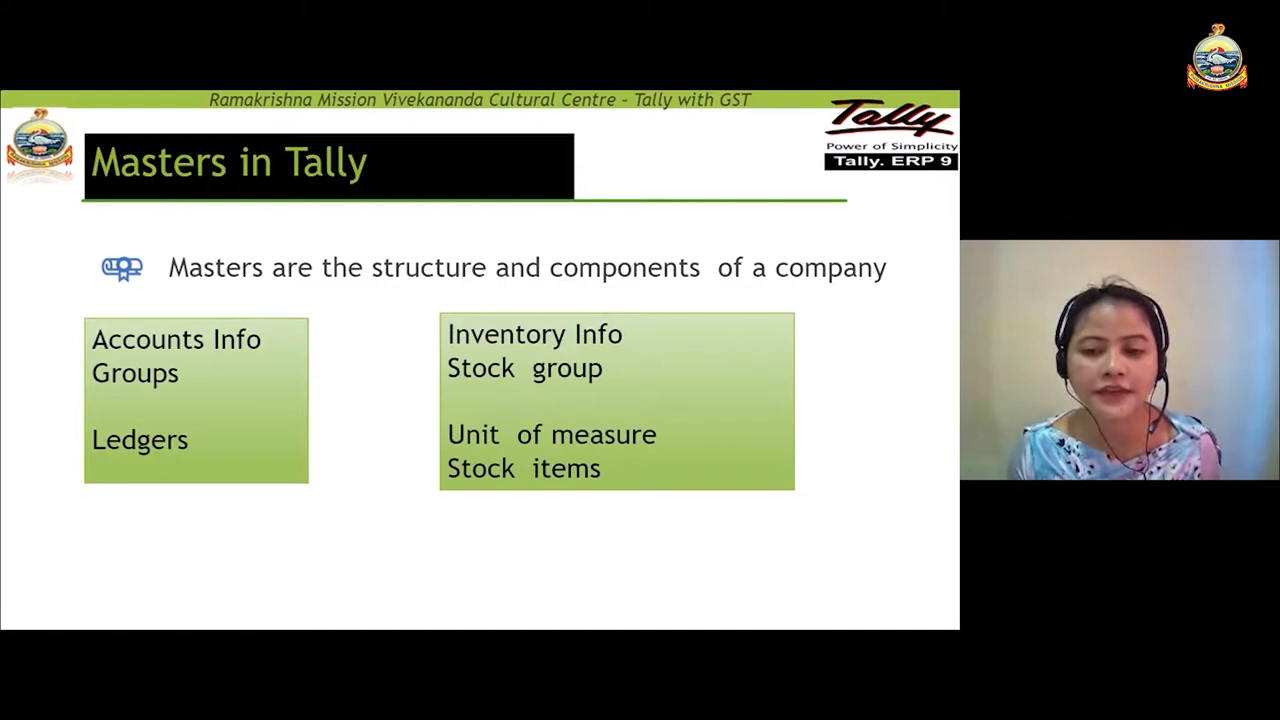 Ramakrishna Mission Vivekananda Cultural Centre - Tally with GST
Tally
Power of Simplicity
Tally. ERP 9
Masters in Tally
Masters are the structure and components of a company
Accounts Info
Groups
Ledgers
Inventory Info
Stock group
Unit of measure
Stock items